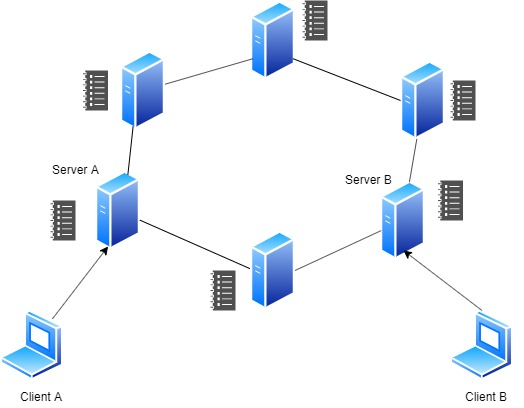 Server A
Server B
Client A
Client B